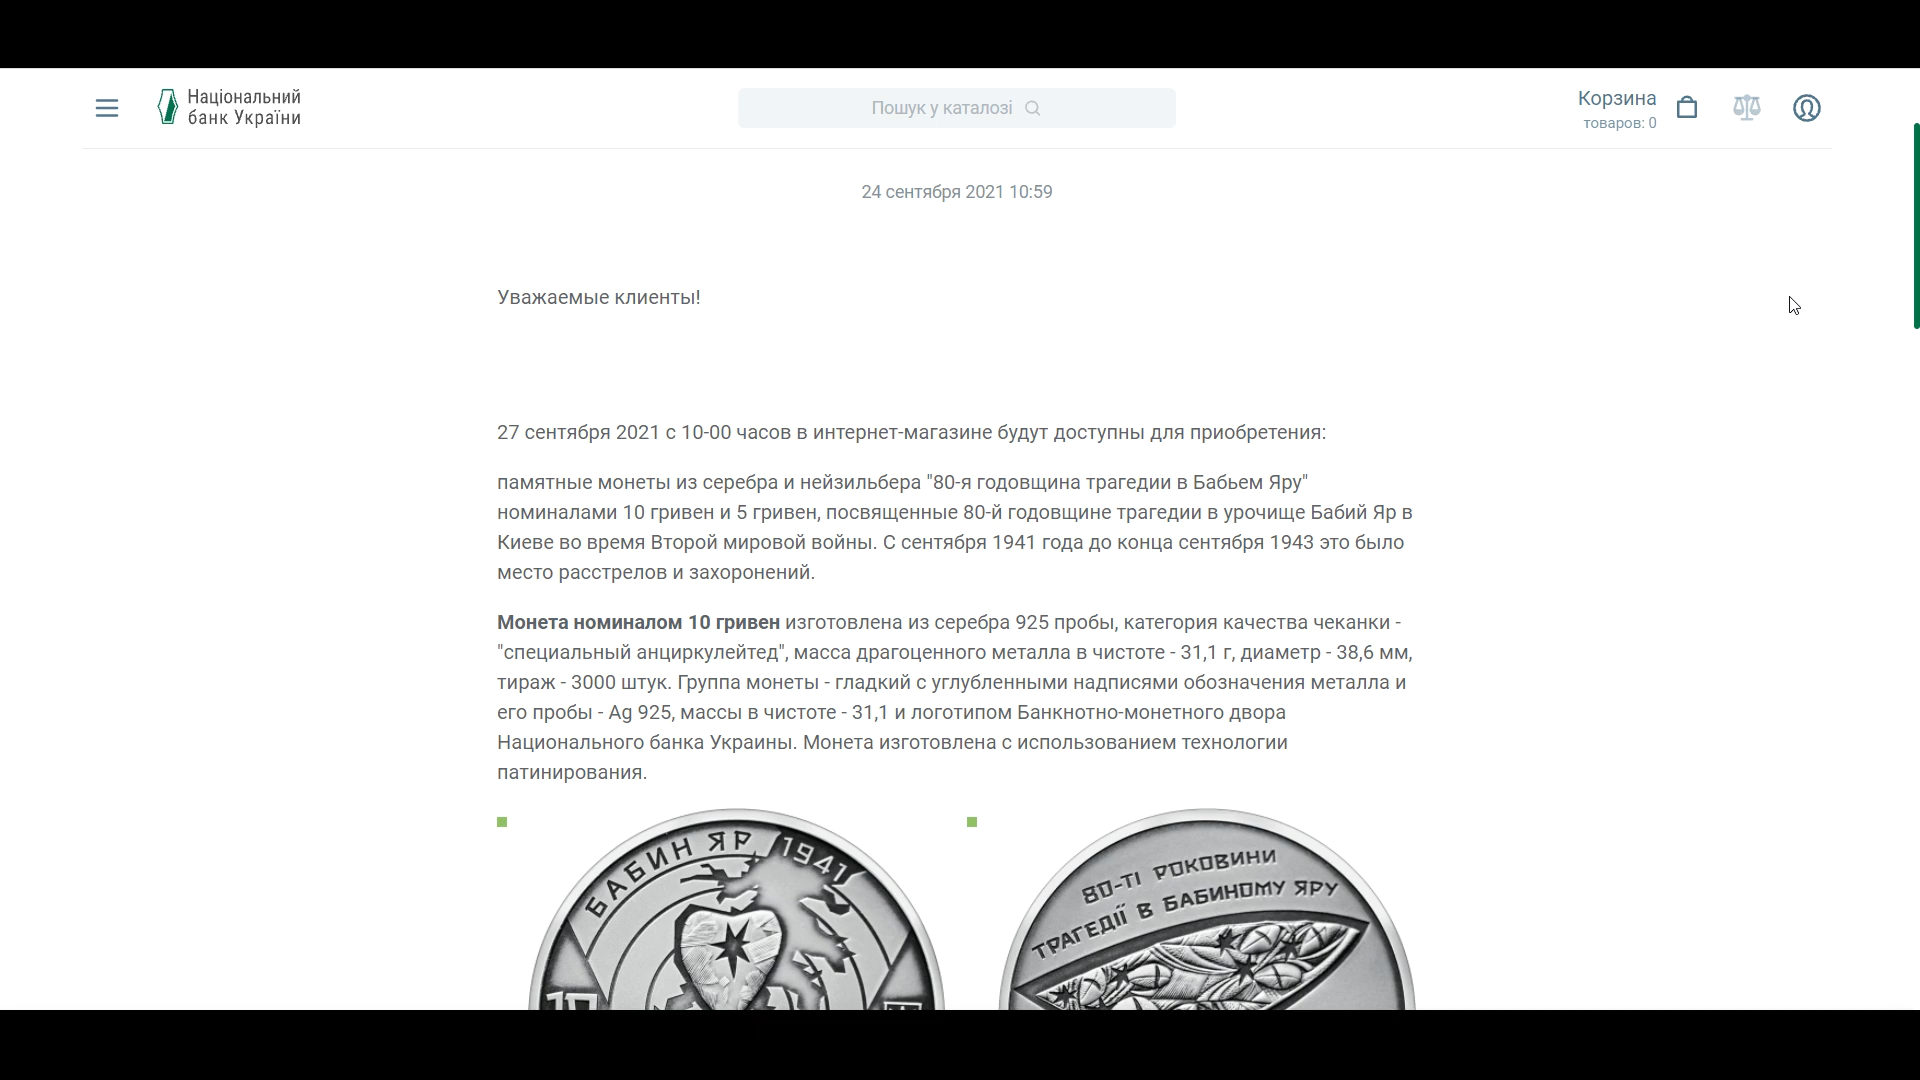 Національний
банк України
Пошук у каталозі
Корзина
товаров: 0
24 сентября 2021 10:59
Уважаемые клиенты!
27 сентября 2021 с 10-00 часов в интернет-магазине будут доступны для приобретения:
памятные монеты из серебра и нейзильбера "80-я годовщина трагедии в Бабьем Яру"
номиналами 10 гривен и 5 гривен, посвященные 80-й годовщине трагедии в урочище Бабий Яр в
Киеве во время Второй мировой войны. С сентября 1941 года до конца сентября 1943 это было
место расстрелов и захоронений.
Монета номиналом 10 гривен изготовлена из серебра 925 пробы, категория качества чеканки -
"специальный анциркулейтед", масса драгоценного металла в чистоте - 31,1 г, диаметр - 38,6 мм,
тираж - 3000 штук. Группа монеты - гладкий с углубленными надписями обозначения металла и
его пробы - Ag 925, массы в чистоте - 31,1 и логотипом Банкнотно-монетного двора
Национального банка Украины. Монета изготовлена с использованием технологии
патинирования.
БАБИН ЯР 1941
10
80-ТІ РОКОВИНИ
ТРАГЕДІЇ В БАБИНОМУ ЯРУ